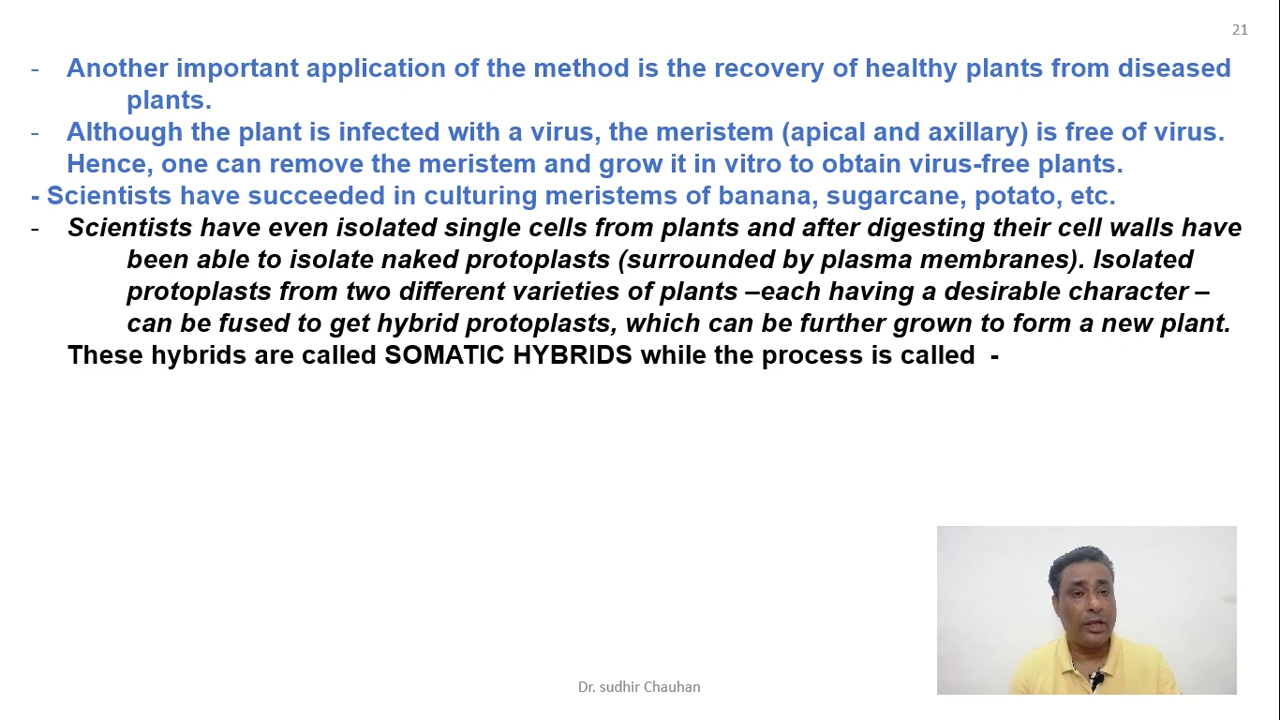 21
- Another important application of the method is the recovery of healthy plants from diseased
plants.
- Although the plant is infected with a virus, the meristem (apical and axillary) is free of virus.
Hence, one can remove the meristem and grow it in vitro to obtain virus-free plants.
- Scientists have succeeded in culturing meristems of banana, sugarcane, potato, etc.
- Scientists have even isolated single cells from plants and after digesting their cell walls have
been able to isolate naked protoplasts (surrounded by plasma membranes). Isolated
protoplasts from two different varieties of plants –each having a desirable character –
can be fused to get hybrid protoplasts, which can be further grown to form a new plant.
These hybrids are called SOMATIC HYBRIDS while the process is called -
Dr. sudhir Chauhan